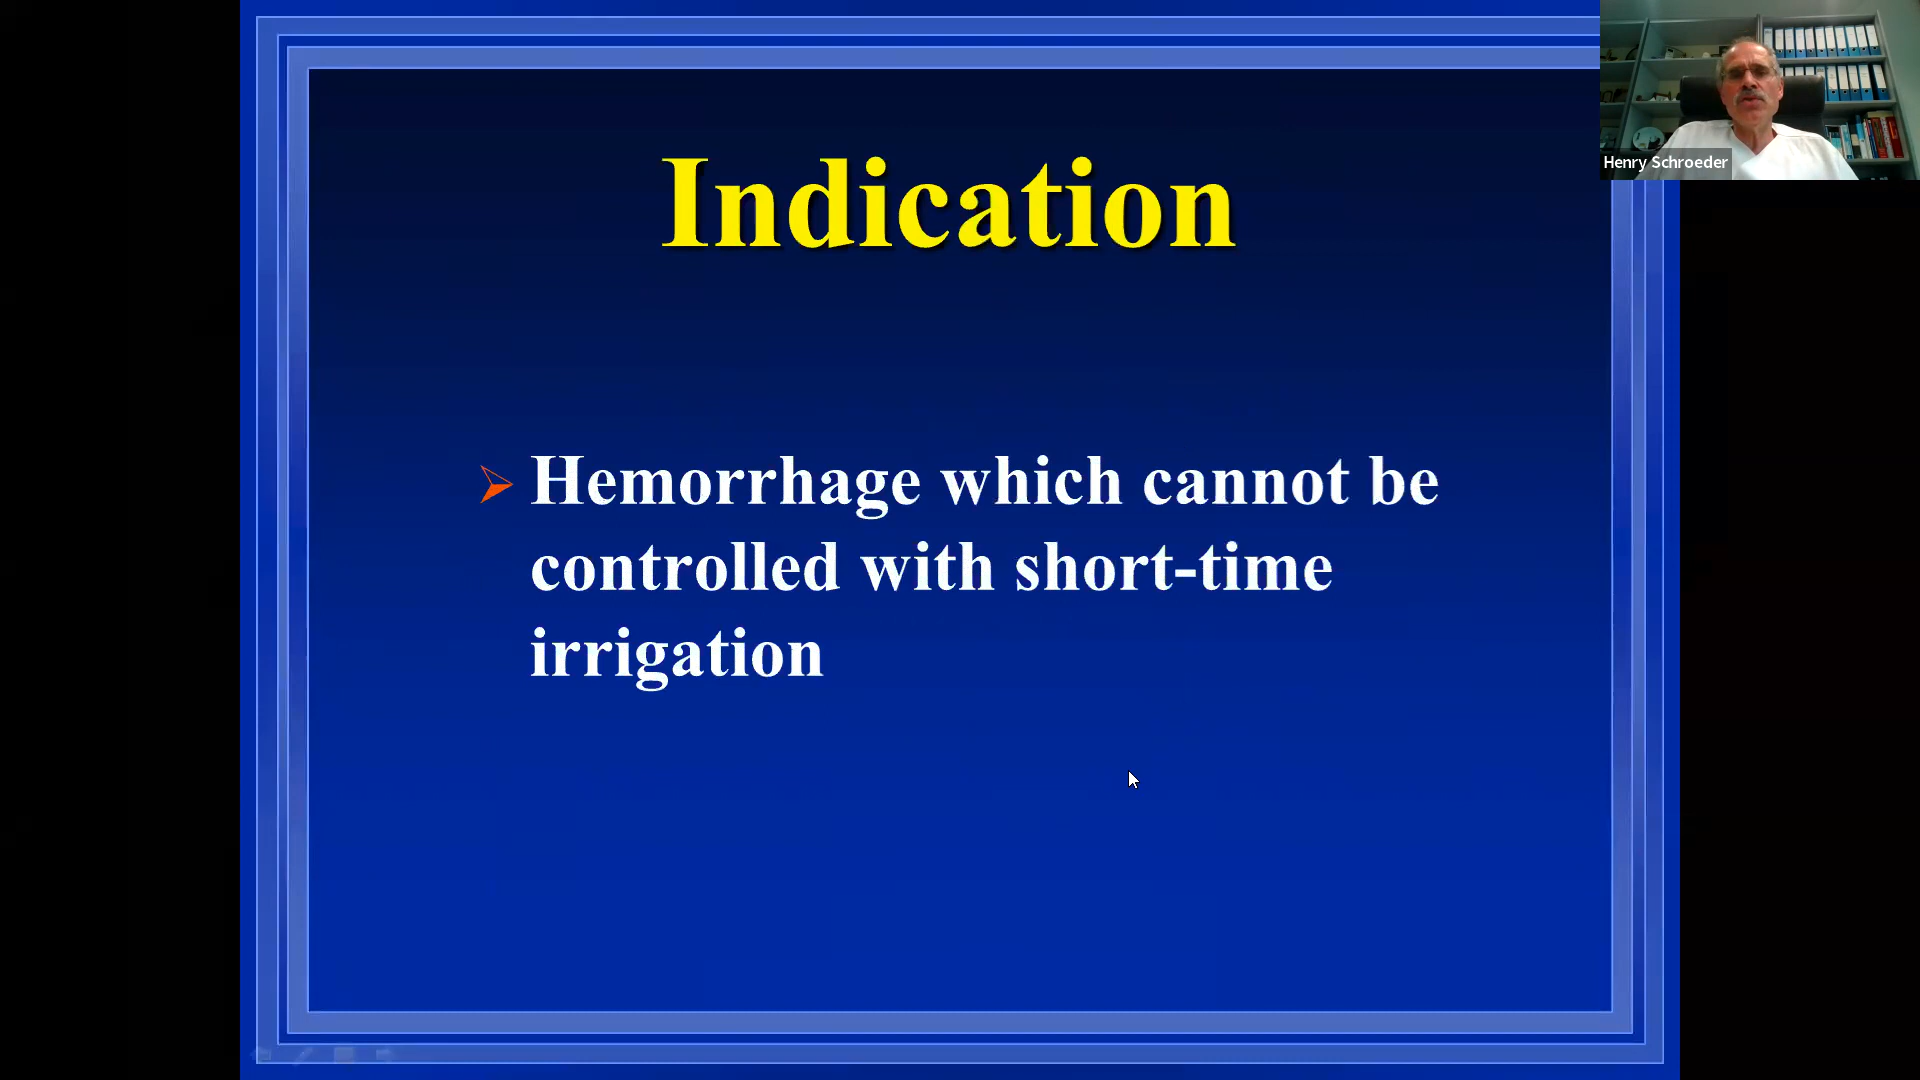 Indication
Hemorrhage which cannot be
controlled with short-time
irrigation
Henry Schroeder